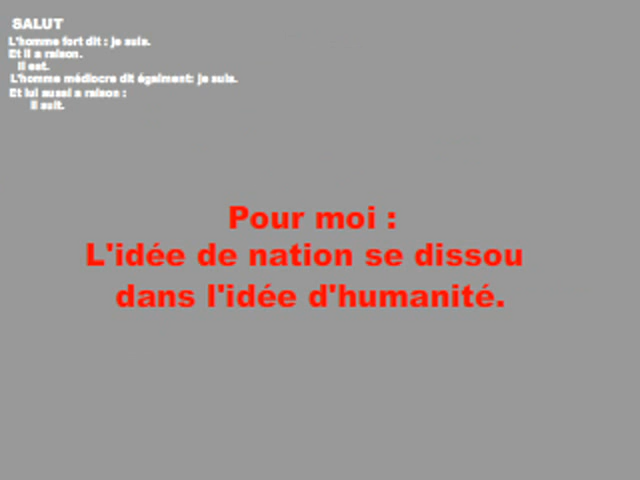 SALUT
L'homme fort dit : je suis.
Et il a raison.
Il est.
L'homme médiocre dit égalment: je suis.
Et lui aussi a raison :
Il suit.
Pour moi :
L'idée de nation se dissou
dans l'idée d'humanité.